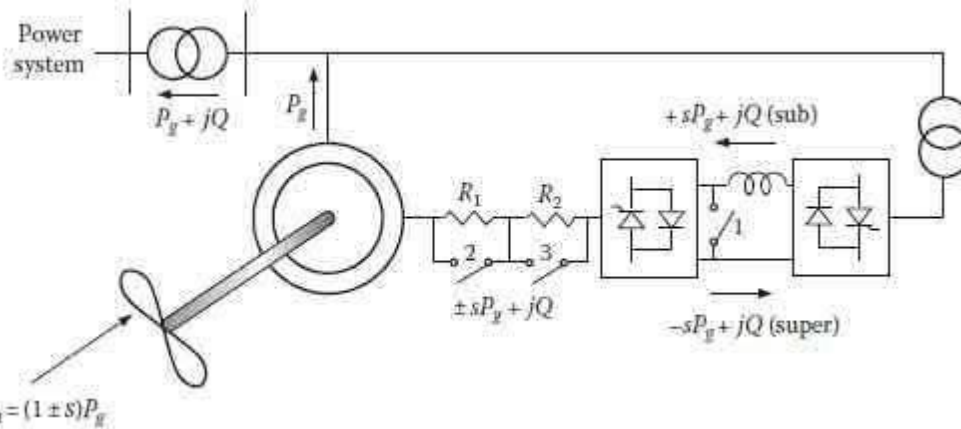 Power
system
P_g + jQ
P_g
R_1
R_2
2
3
± sP_g + jQ
+ sP_g + jQ (sub)
1
−sP_g + jQ (super)
= (1 ± s)P_g